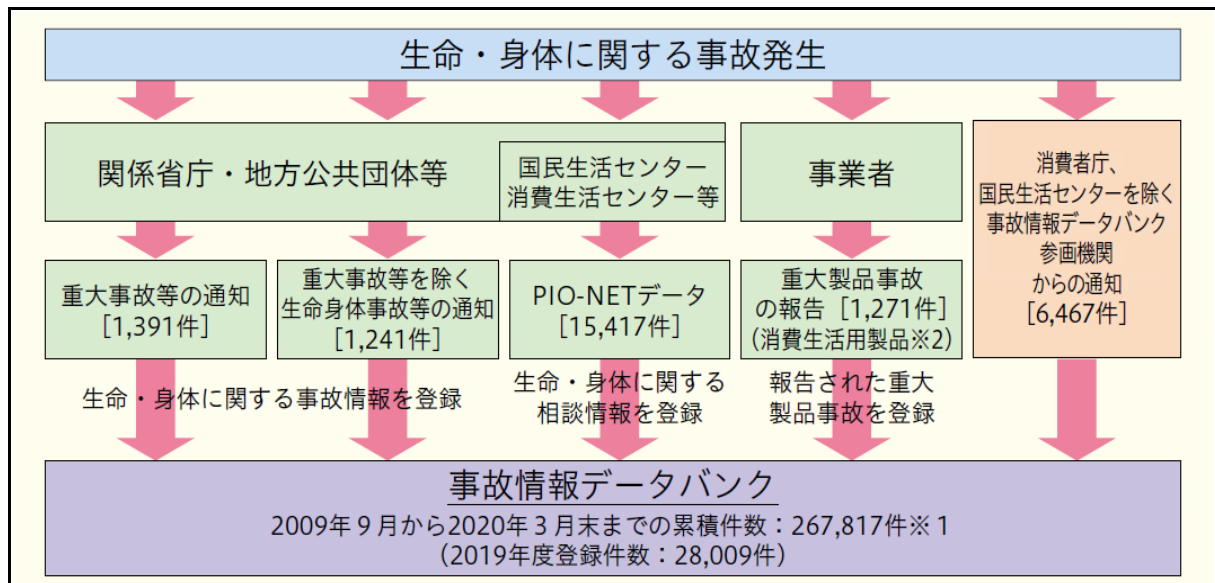 生命・身体に関する事故発生
関係省庁・地方公共団体等
国民生活センター
消費生活センター等
事業者
消費者庁、
国民生活センターを除く
事故情報データバンク
参画機関
からの通知
[6,467件]
重大事故等の通知
[1,391件]
重大事故等を除く
生命身体事故等の通知
[1,241件]
PIO-NETデータ
[15,417件]
重大製品事故
の報告 [1,271件]
(消費生活用製品※2)
生命・身体に関する事故情報を登録
生命・身体に関する
相談情報を登録
報告された重大
製品事故を登録
事故情報データバンク
2009年9月から2020年3月末までの累積件数:267,817件※1
(2019年度登録件数:28,009件)